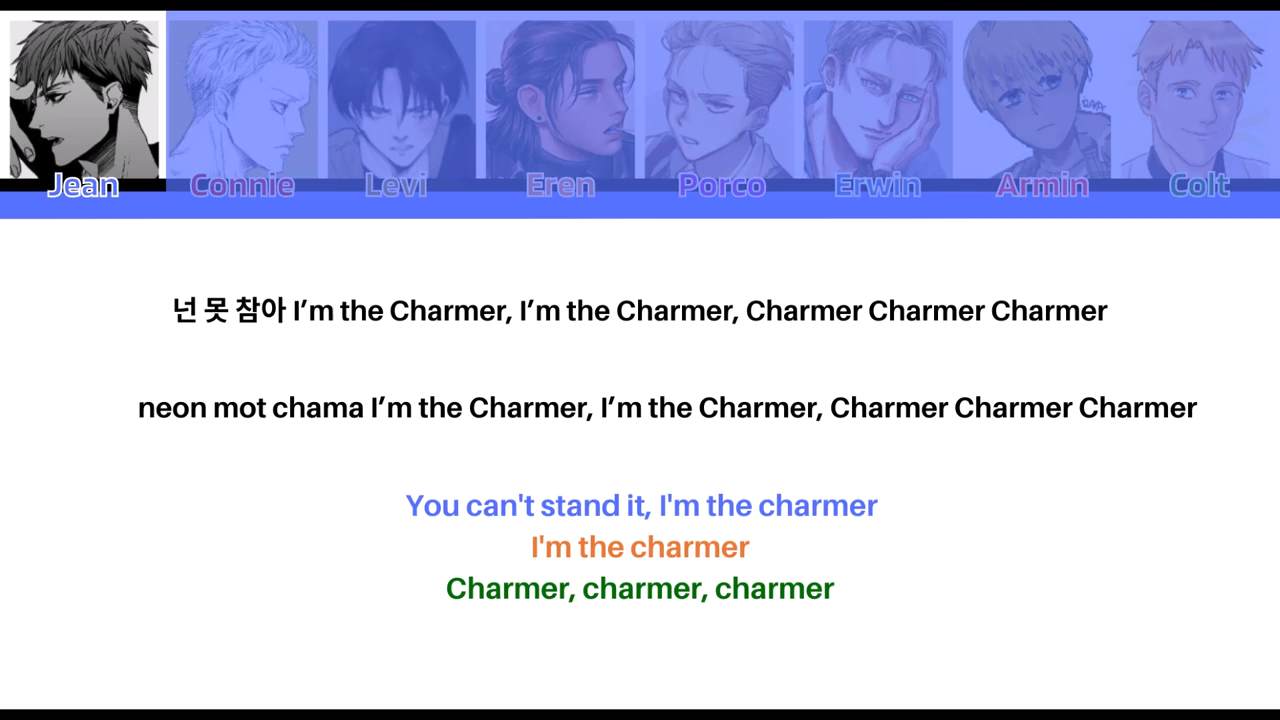 Jean Connie Levi Eren Porco Erwin Armin Colt
넌 못 참아 I’m the Charmer, I’m the Charmer, Charmer Charmer Charmer
neon mot chama I’m the Charmer, I’m the Charmer, Charmer Charmer Charmer
You can't stand it, I'm the charmer
I'm the charmer
Charmer, charmer, charmer